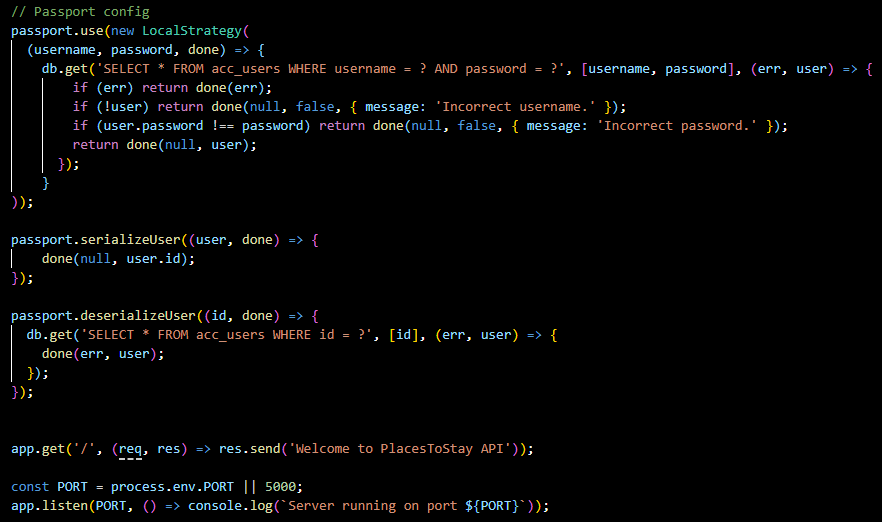 // Passport config
passport.use(new LocalStrategy(
  (username, password, done) => {
    db.get('SELECT * FROM acc_users WHERE username = ? AND password = ?', [username, password], (err, user) => {
        if (err) return done(err);
        if (!user) return done(null, false, { message: 'Incorrect username.' });
        if (user.password !== password) return done(null, false, { message: 'Incorrect password.' });
        return done(null, user);
      });
    }
));

passport.serializeUser((user, done) => {
    done(null, user.id);
});

passport.deserializeUser((id, done) => {
  db.get('SELECT * FROM acc_users WHERE id = ?', [id], (err, user) => {
    done(err, user);
  });
});

app.get('/', (req, res) => res.send('Welcome to PlacesToStay API'));

const PORT = process.env.PORT || 5000;
app.listen(PORT, () => console.log(`Server running on port ${PORT}`));